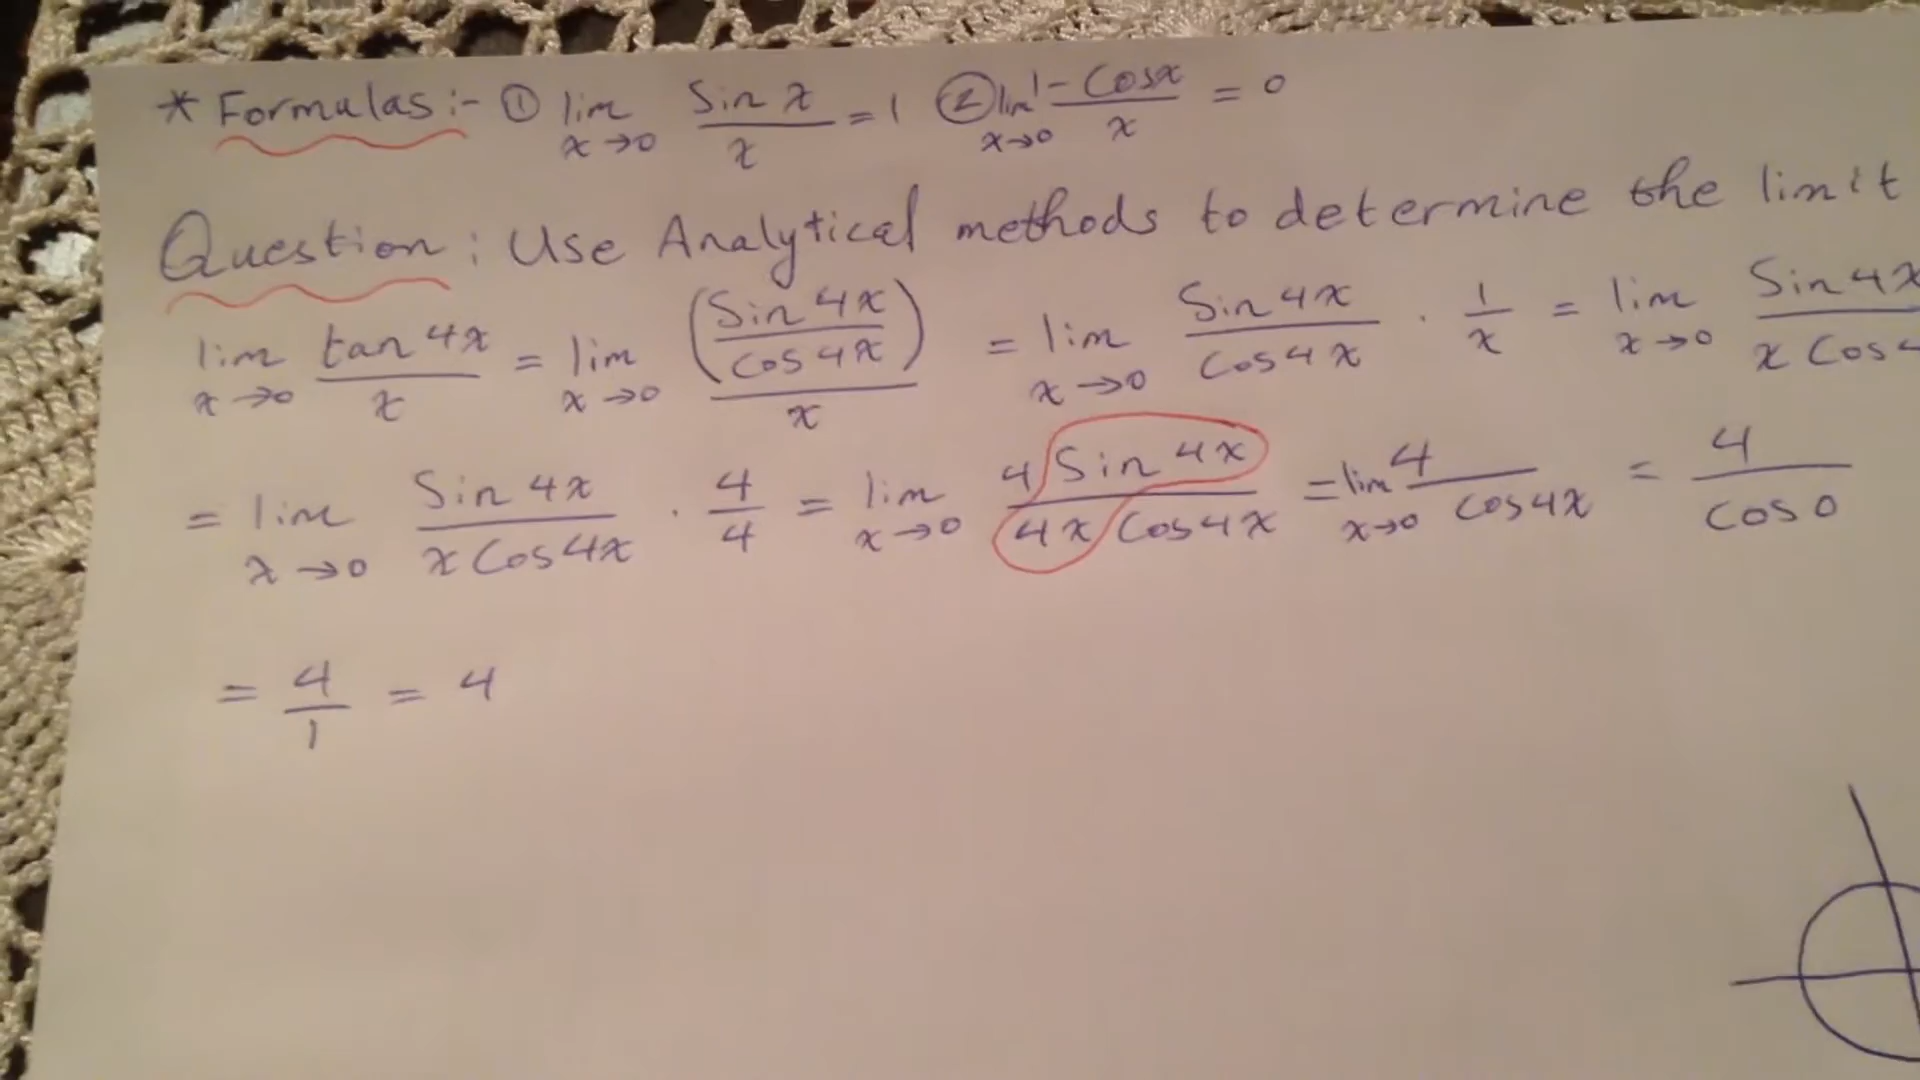 * Formulas :- ① lim x→0 Sin x / x = 1 ② lim x→0 1 - Cosx / x = 0
Question : Use Analytical methods to determine the limit
lim x→0 tan 4x / x = lim x→0 (Sin 4x / cos 4x) / x = lim x→0 Sin 4x / Cos 4x · 1 / x = lim x→0 Sin 4x / x Cos 4
= lim x→0 Sin 4x / x Cos 4x · 4 / 4 = lim x→0 4 Sin 4x / 4x Cos 4x = lim x→0 4 / cos 4x = 4 / cos 0
= 4 / 1 = 4